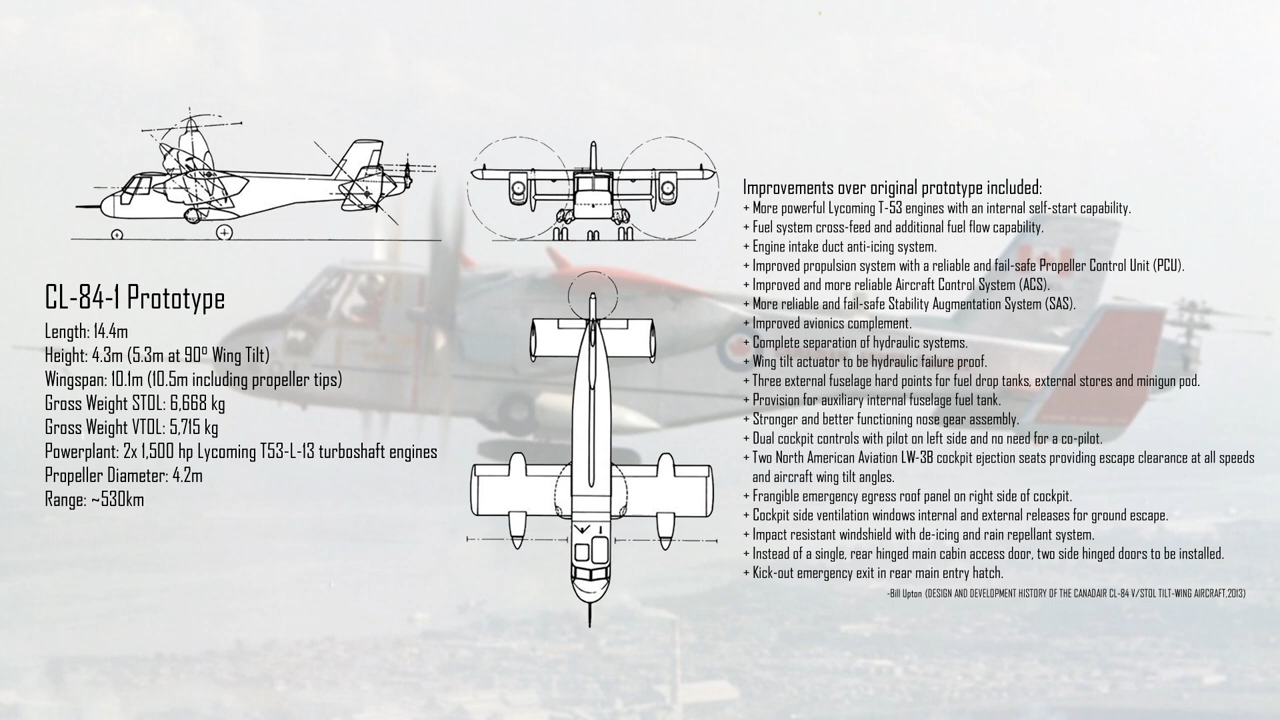 CL-84-1 Prototype
Length: 14.4m
Height: 4.3m (5.3m at 90º Wing Tilt)
Wingspan: 10.1m (10.5m including propeller tips)
Gross Weight STOL: 6,668 kg
Gross Weight VTOL: 5,715 kg
Powerplant: 2x 1,500 hp Lycoming T53-L-13 turboshaft engines
Propeller Diameter: 4.2m
Range: ~530km
Improvements over original prototype included:
+ More powerful Lycoming T-53 engines with an internal self-start capability.
+ Fuel system cross-feed and additional fuel flow capability.
+ Engine intake duct anti-icing system.
+ Improved propulsion system with a reliable and fail-safe Propeller Control Unit (PCU).
+ Improved and more reliable Aircraft Control System (ACS).
+ More reliable and fail-safe Stability Augmentation System (SAS).
+ Improved avionics complement.
+ Complete separation of hydraulic systems.
+ Wing tilt actuator to be hydraulic failure proof.
+ Three external fuselage hard points for fuel drop tanks, external stores and minigun pod.
+ Provision for auxiliary internal fuselage fuel tank.
+ Stronger and better functioning nose gear assembly.
+ Dual cockpit controls with pilot on left side and no need for a co-pilot.
+ Two North American Aviation LW-3B cockpit ejection seats providing escape clearance at all speeds
and aircraft wing tilt angles.
+ Frangible emergency egress roof panel on right side of cockpit.
+ Cockpit side ventilation windows internal and external releases for ground escape.
+ Impact resistant windshield with de-icing and rain repellant system.
+ Instead of a single, rear hinged main cabin access door, two side hinged doors to be installed.
+ Kick-out emergency exit in rear main entry hatch.
-Bill Upton (DESIGN AND DEVELOPMENT HISTORY OF THE CANADAIR CL-84 V/STOL TILT-WING AIRCRAFT,2013)